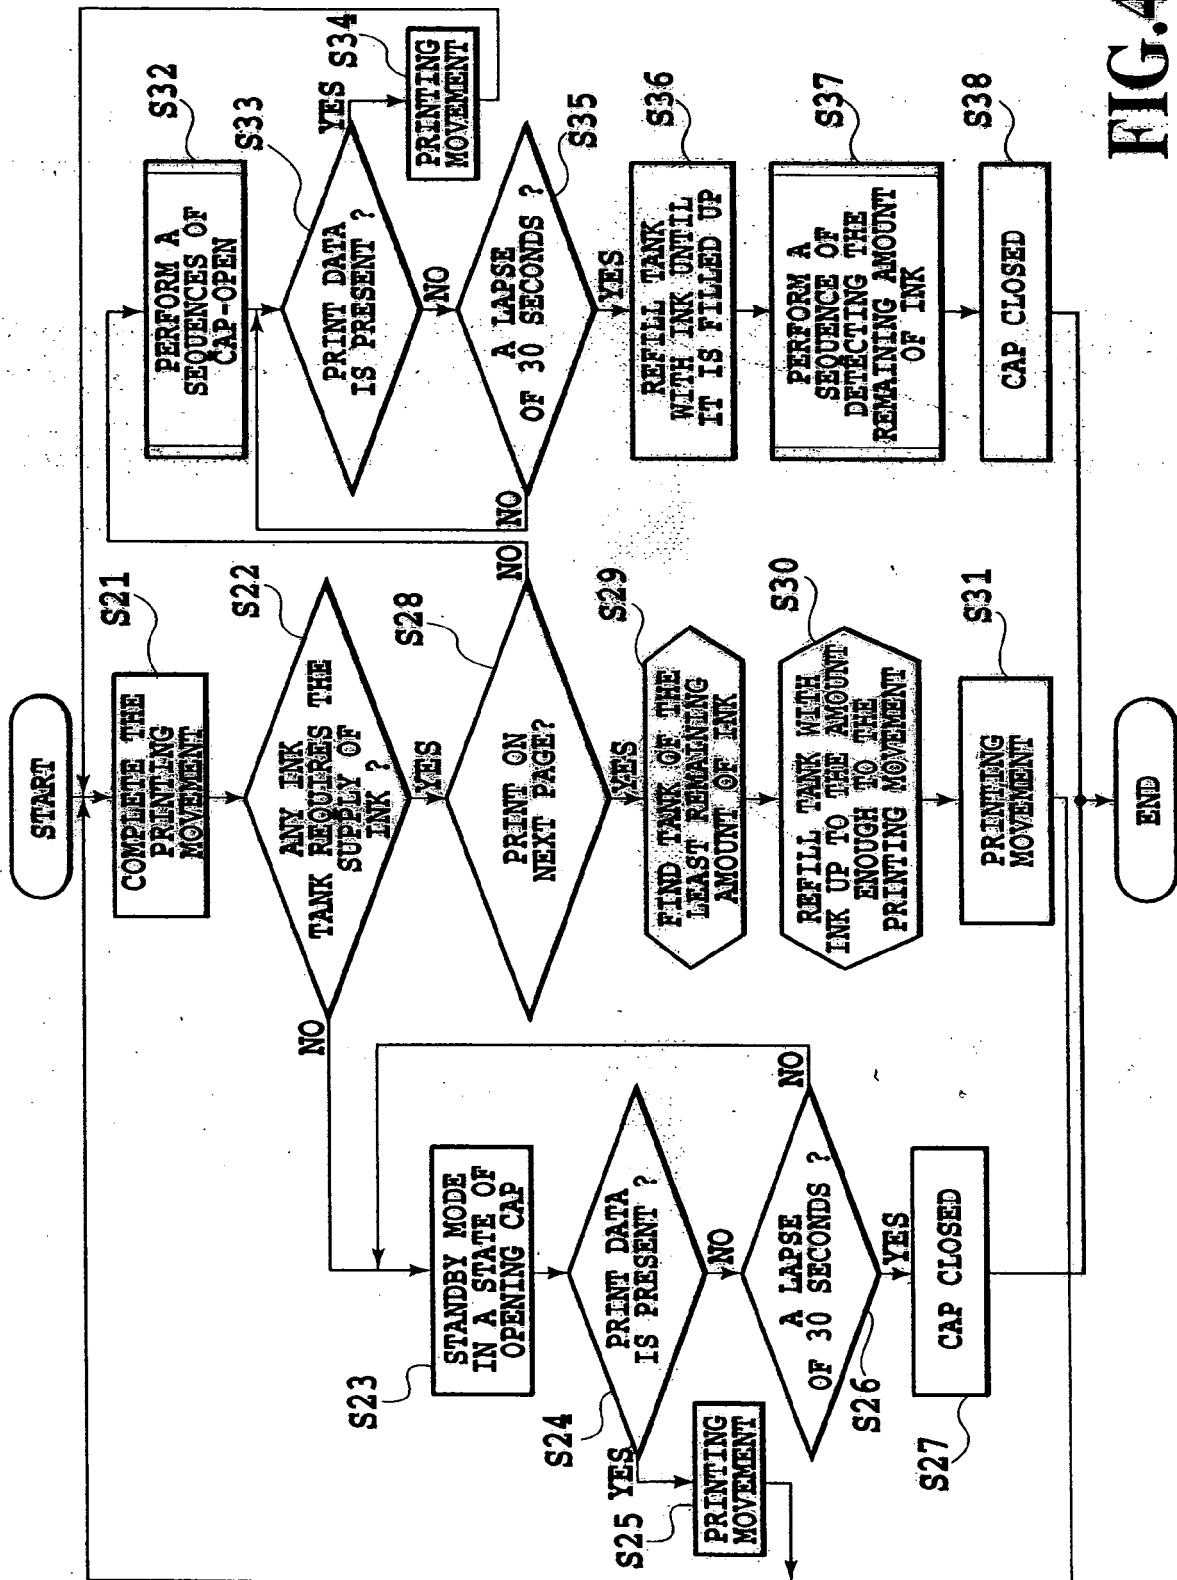 START
COMPLETE THE
PRINTING
MOVEMENT
S21
ANY INK
TANK REQUIRES THE
SUPPLY OF
INK ?
S22
NO
YES
STANDBY MODE
IN A STATE OF
OPENING CAP
S23
PRINT DATA
IS PRESENT ?
S24
YES
NO
PRINTING
MOVEMENT
S25
A LAPSE
OF 30 SECONDS ?
S26
NO
YES
CAP CLOSED
S27
PRINT ON
NEXT PAGE?
S28
NO
YES
FIND TANK OF THE
LEAST REMAINING
AMOUNT OF INK
S29
REFILL TANK WITH
INK UP TO THE AMOUNT
ENOUGH TO THE
PRINTING MOVEMENT
S30
PRINTING
MOVEMENT
S31
PERFORM A
SEQUENCES OF
CAP-OPEN
S32
PRINT DATA
IS PRESENT ?
S33
YES
NO
PRINTING
MOVEMENT
S34
A LAPSE
OF 30 SECONDS ?
S35
NO
YES
REFILL TANK
WITH INK UNTIL
IT IS FILLED UP
S36
PERFORM A
SEQUENCE OF
DETECTING THE
REMAINING AMOUNT
OF INK
S37
CAP CLOSED
S38
END
FIG.4